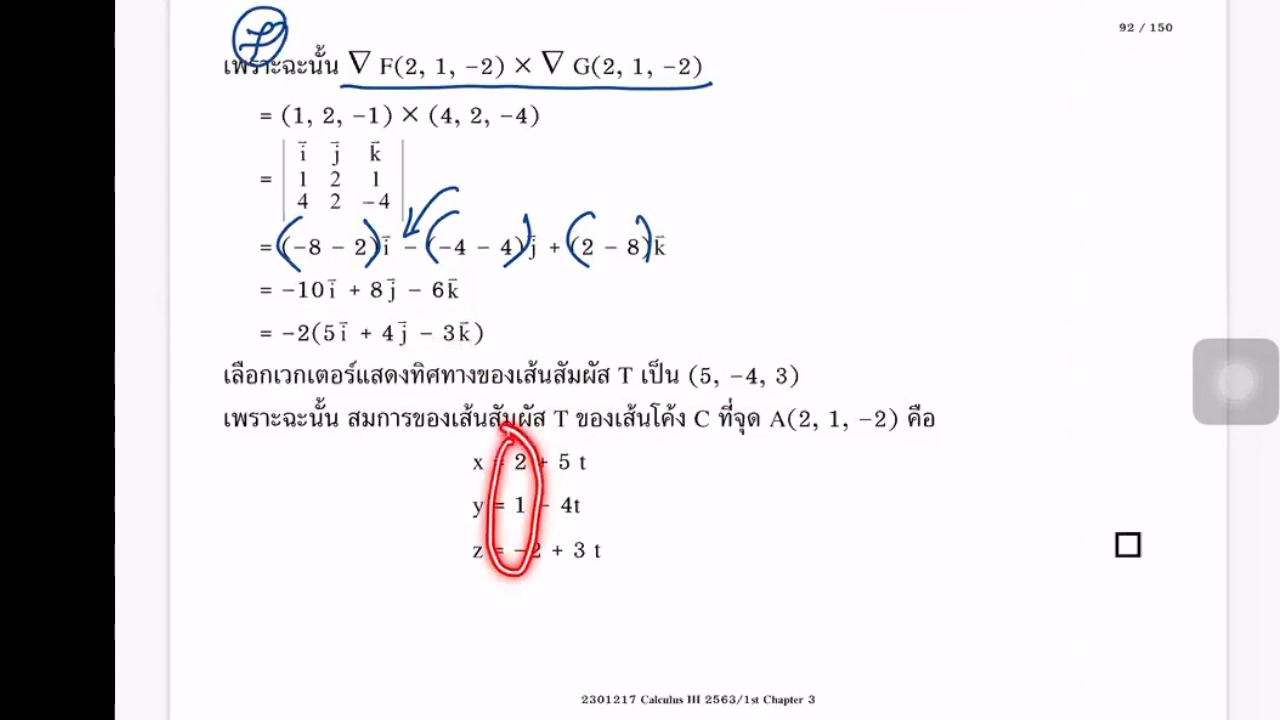 92 / 150
เพราะฉะนั้น ∇ F(2, 1, −2) × ∇ G(2, 1, −2)
= (1, 2, −1) × (4, 2, −4)
i⃗ j⃗ k⃗
= 1 2 1
4 2 −4
= (−8 − 2)i⃗ − (−4 − 4)j⃗ + (2 − 8)k⃗
= −10i⃗ + 8j⃗ − 6k⃗
= −2(5i⃗ + 4j⃗ − 3k⃗)
เลือกเวกเตอร์แสดงทิศทางของเส้นสัมผัส T เป็น (5, −4, 3)
เพราะฉะนั้น สมการของเส้นสัมผัส T ของเส้นโค้ง C ที่จุด A(2, 1, −2) คือ
x = 2 + 5 t
y = 1 − 4t
z = −2 + 3 t
2301217 Calculus III 2563/1st Chapter 3